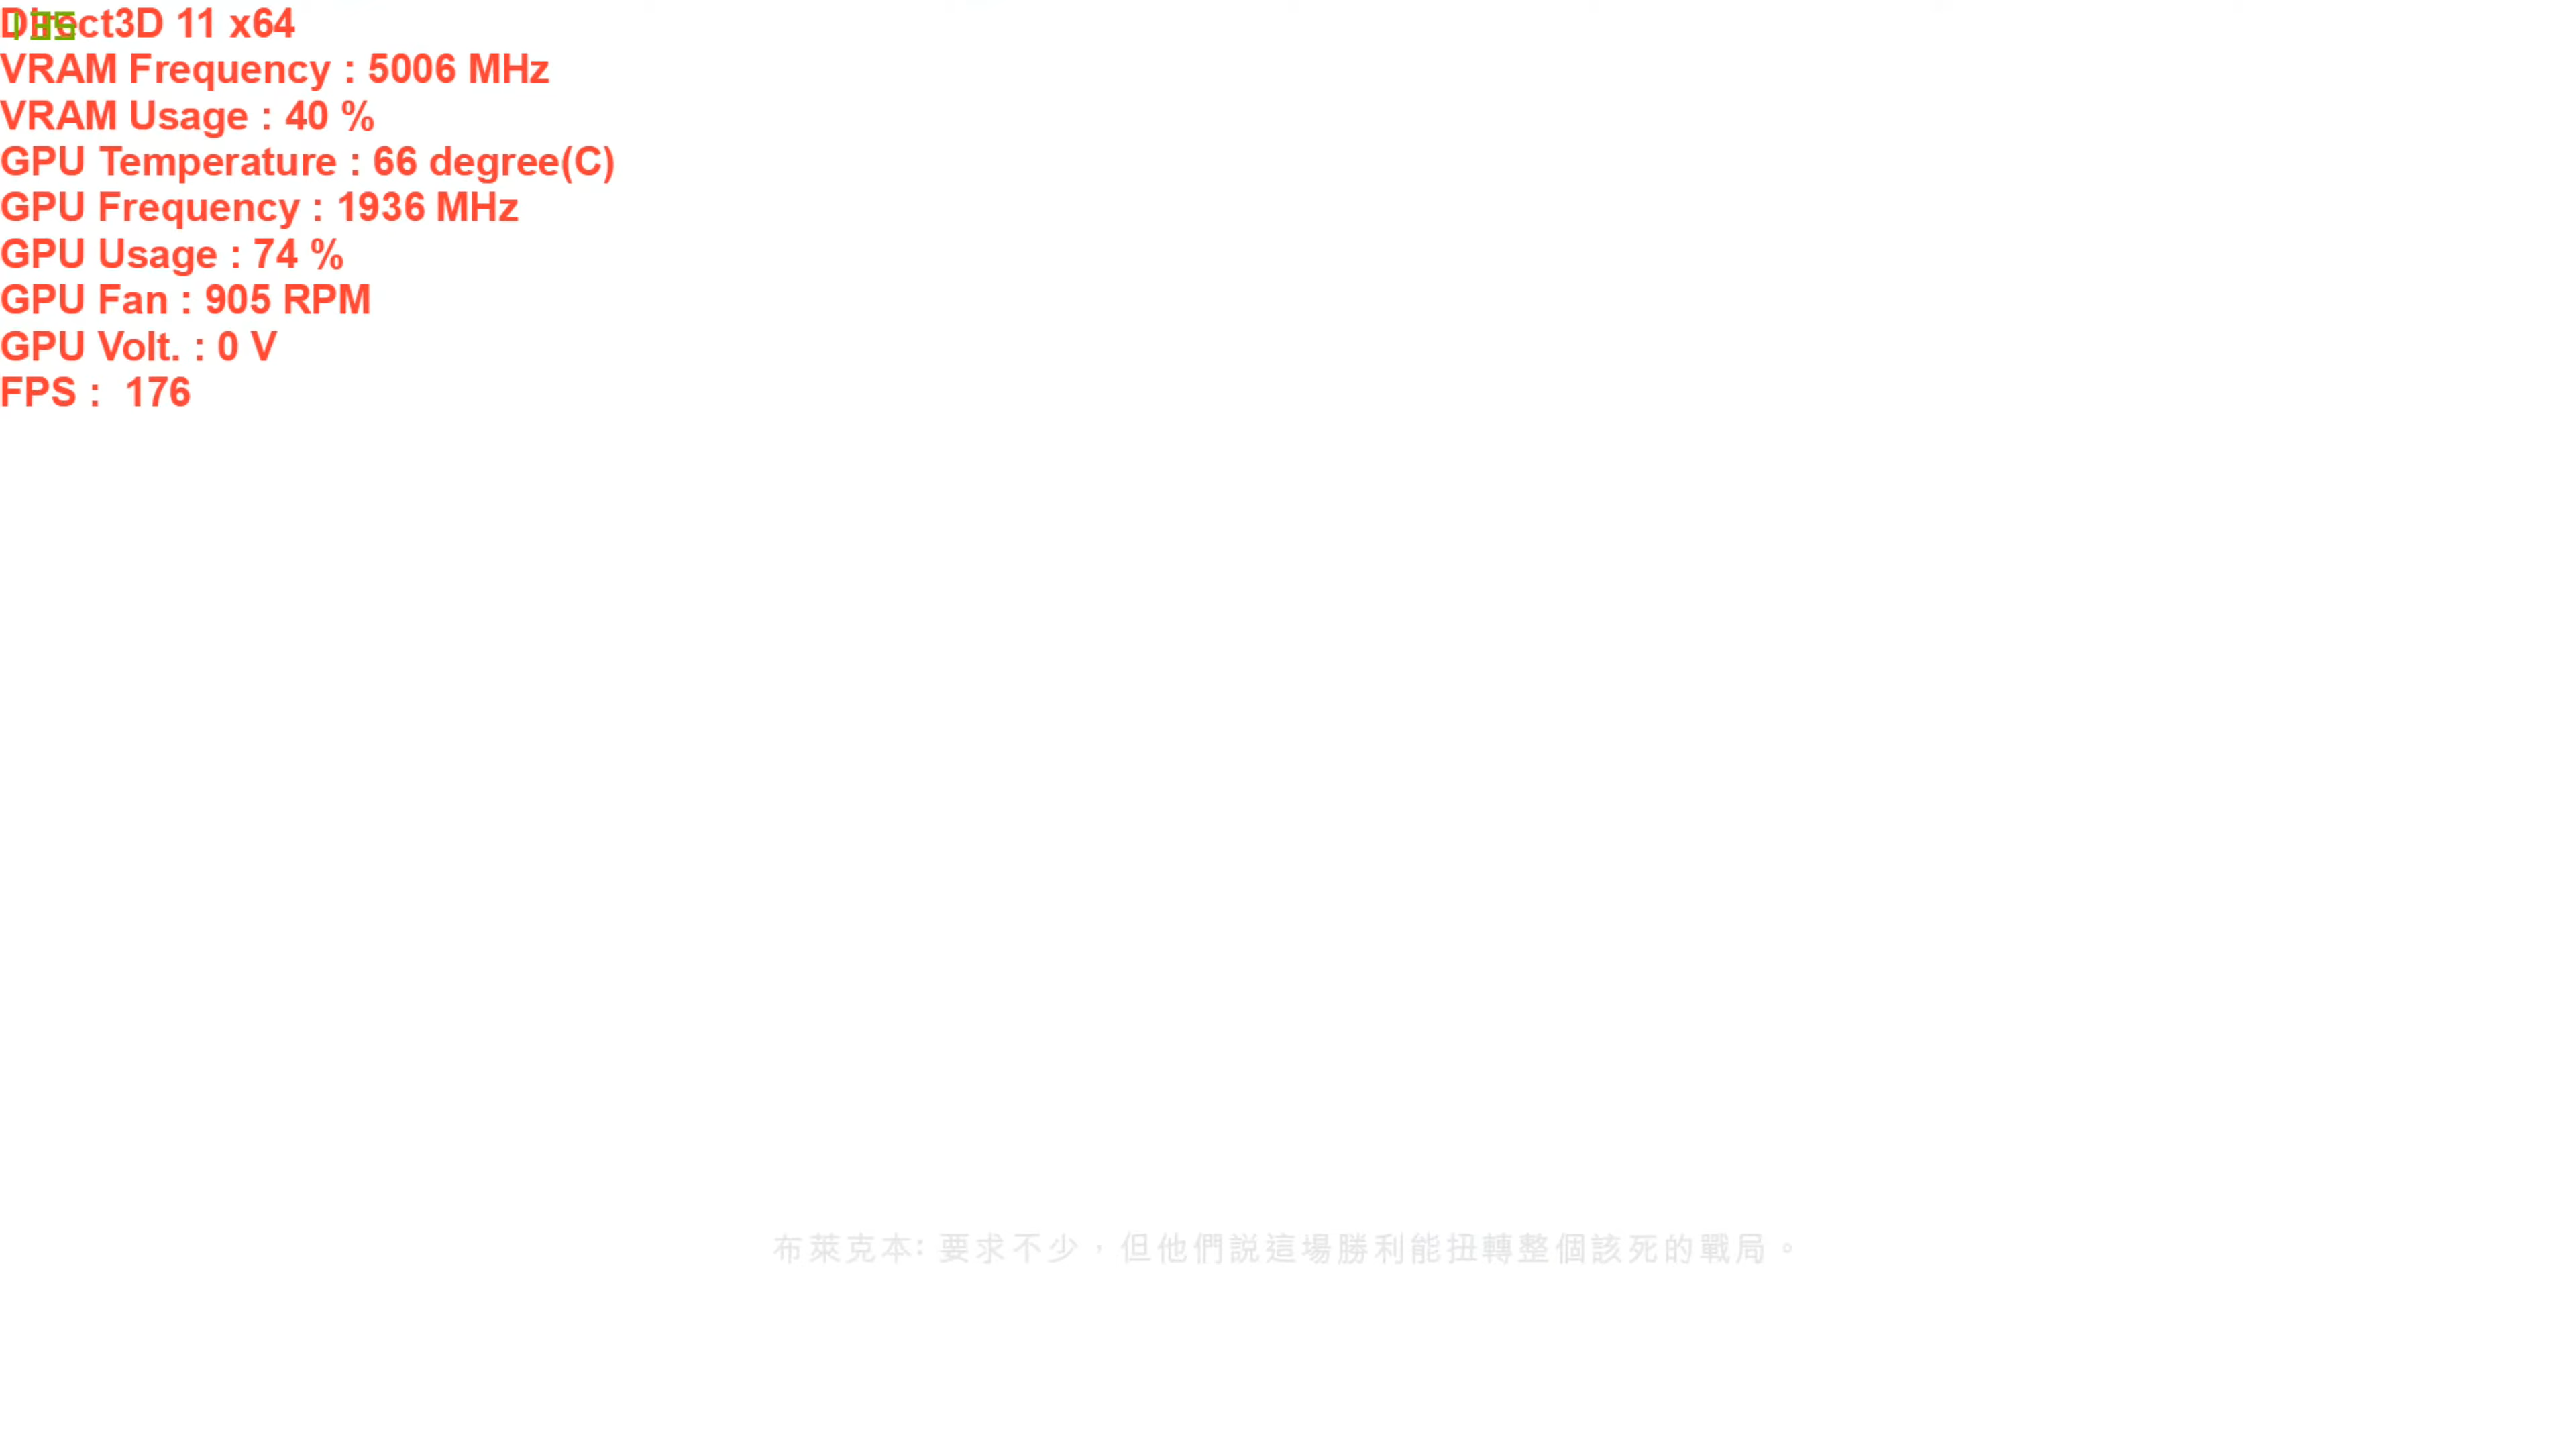 Direct3D 11 x64
135
VRAM Frequency : 5006 MHz
VRAM Usage : 40 %
GPU Temperature : 66 degree(C)
GPU Frequency : 1936 MHz
GPU Usage : 74 %
GPU Fan : 905 RPM
GPU Volt. : 0 V
FPS :  176
布萊克本: 要求不少，但他們説這場勝利能扭轉整個該死的戰局。